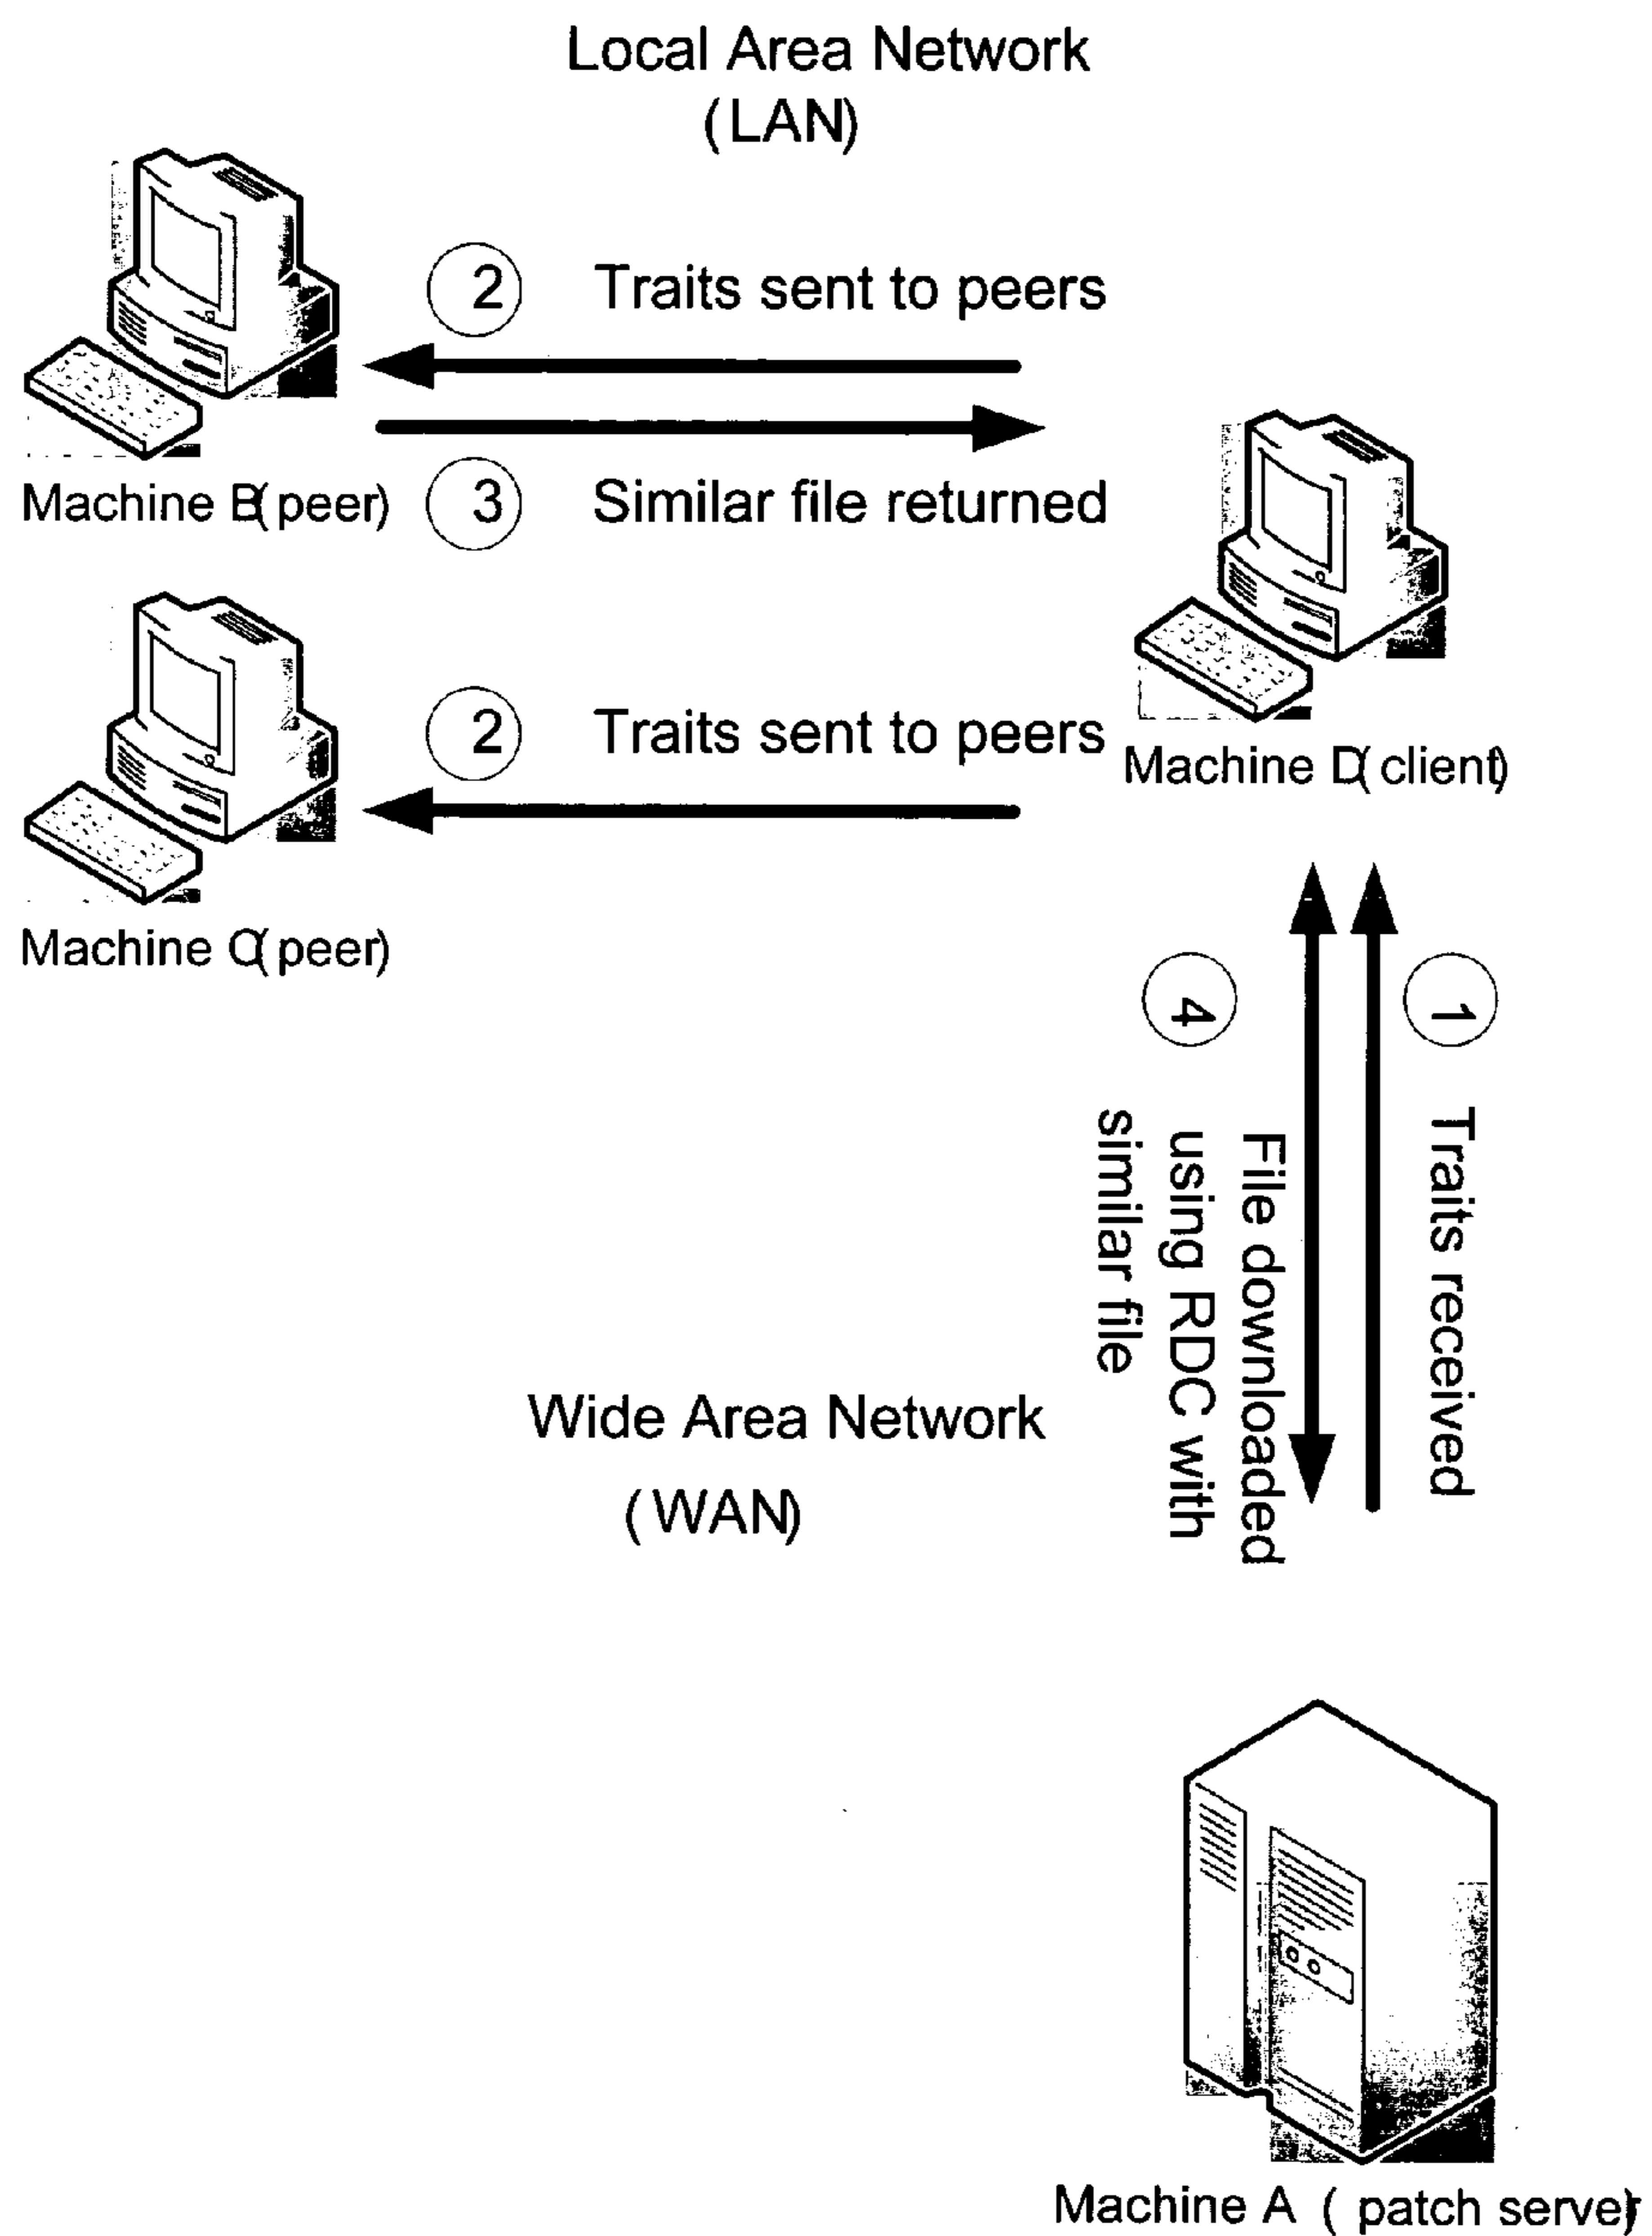 Local Area Network
(LAN)
2 Traits sent to peers
Machine B(peer)
3 Similar file returned
2 Traits sent to peers
Machine D(client)
Machine C(peer)
4
File downloaded
using RDC with
similar file
1
Traits received
Wide Area Network
(WAN)
Machine A (patch server)